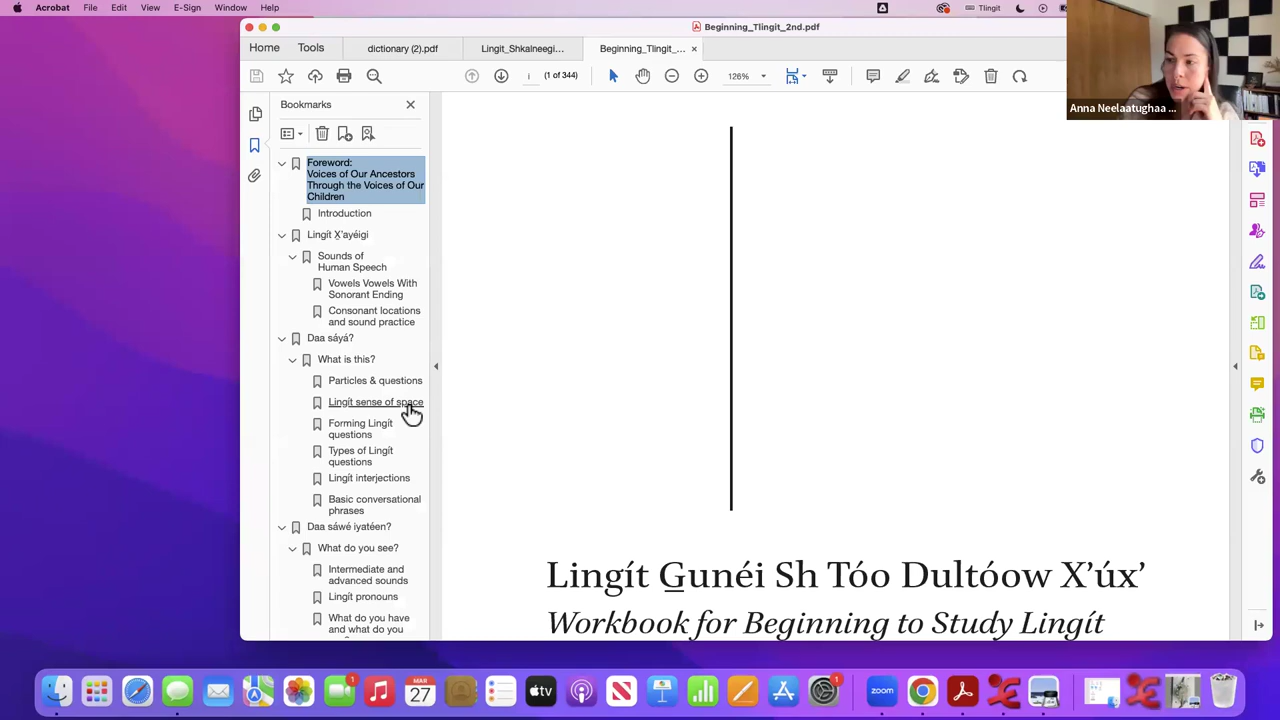 Acrobat File Edit View E-Sign Window Help Tlingit
Beginning_Tlingit_2nd.pdf
Home Tools dictionary (2).pdf Lingit_Shkalneegi... Beginning_Tlingit_...
i (1 of 344) 126%
Bookmarks
Foreword:
Voices of Our Ancestors
Through the Voices of Our
Children
Introduction
Lingít X̱'ayéigi
Sounds of
Human Speech
Vowels Vowels With
Sonorant Ending
Consonant locations
and sound practice
Daa sáyá?
What is this?
Particles & questions
Lingít sense of space
Forming Lingít
questions
Types of Lingít
questions
Lingít interjections
Basic conversational
phrases
Daa sáwé iyatéen?
What do you see?
Intermediate and
advanced sounds
Lingít pronouns
What do you have
and what do you
Lingít G̱unéi Sh Tóo Dultóow X'úx'
Workbook for Beginning to Study Lingít
Anna Neelaatughaa ...
1
MAR
27
tv
1
zoom